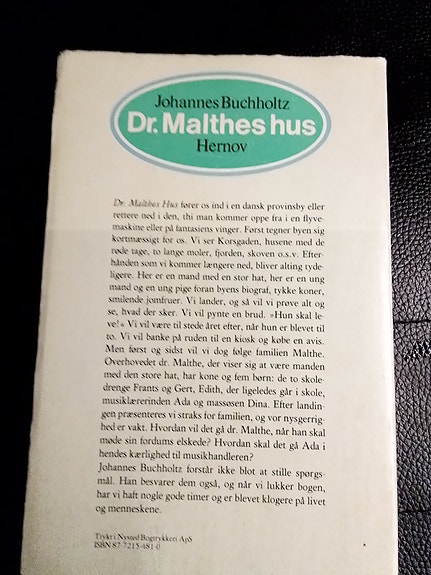 Johannes Buchholtz
Dr. Malthes hus
Hernov
Dr. Malthes Hus fører os ind i en dansk provinsby eller
rettere ned i den, thi man kommer oppe fra i en flyve-
maskine eller på fantasiens vinger. Først tegner byen sig
kortmæssigt for os. Vi ser Korsgaden, husene med de
røde tage, to lange moler, fjorden, skoven o.s.v. Efter-
hånden som vi kommer længere ned, bliver alting tyde-
ligere. Her er en mand med en stor hat, her er en ung
mand og en ung pige foran byens biograf, tykke koner,
smilende jomfruer. Vi lander, og så vil vi prøve alt og
se, hvad der sker. Vi vil pynte en brud. »Hun skal le-
ve!« Vi vil være til stede året efter, når hun er blevet til
to. Vi vil banke på ruden til en kiosk og købe en avis.
Men først og sidst vil vi dog følge familien Malthe.
Overhovedet dr. Malthe, der viser sig at være manden
med den store hat, har kone og fem børn: de to skole-
drenge Frants og Gert, Edith, der ligeledes går i skole,
musiklærerinden Ada og massøsen Dina. Efter landin-
gen præsenteres vi straks for familien, og vor nysgerrig-
hed er vakt. Hvordan vil det gå dr. Malthe, når han skal
møde sin fordums elskede? Hvordan skal det gå Ada i
hendes kærlighed til musikhandleren?
Johannes Buchholtz forstår ikke blot at stille spørgs-
mål. Han besvarer dem også, og når vi lukker bogen,
har vi haft nogle gode timer og er blevet klogere på livet
og menneskene.
Trykt i Nysted Bogtrykkeri ApS
ISBN 87-7215-481-0